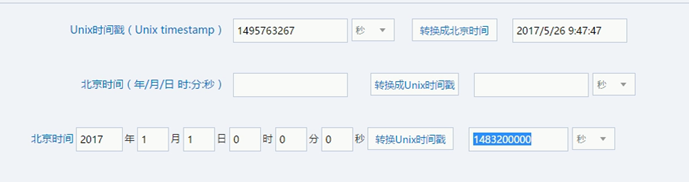 Unix时间戳（Unix timestamp） 1495763267 秒 转换成北京时间 2017/5/26 9:47:47
北京时间（年/月/日 时:分:秒） 转换成Unix时间戳 秒
北京时间 2017 年 1 月 1 日 0 时 0 分 0 秒 转换Unix时间戳 1483200000 秒